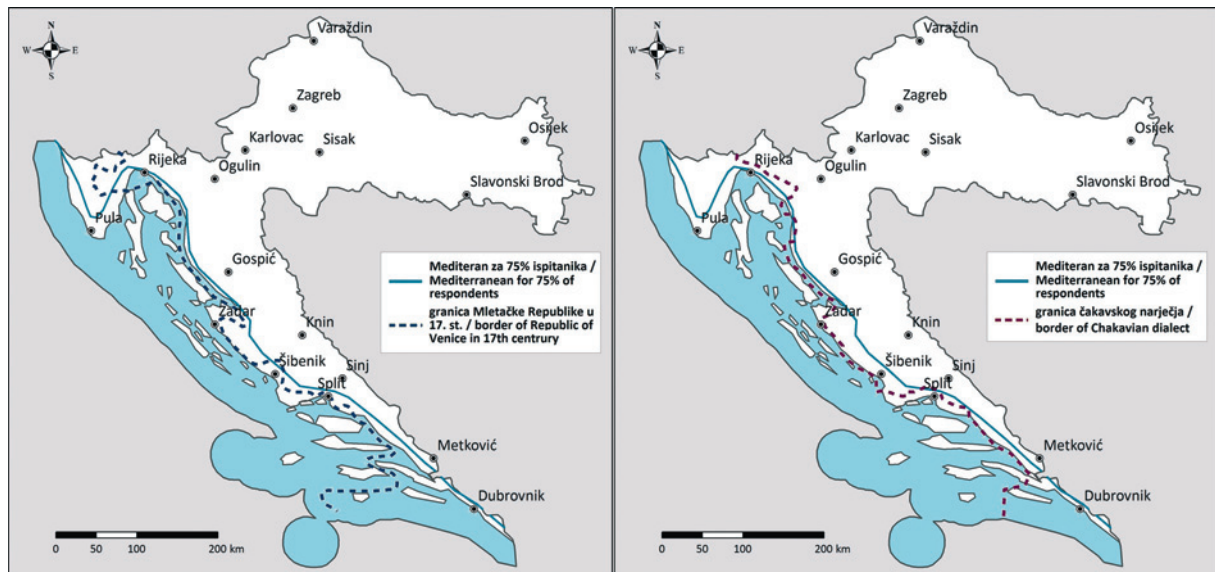 N
W E
S
Varaždin
Zagreb
Karlovac
Sisak
Osijek
Rijeka
Ogulin
Slavonski Brod
Pula
Gospić
Zadar
Knin
Šibenik
Sinj
Split
Metković
Dubrovnik
Mediteran za 75% ispitanika /
Mediterranean for 75% of
respondents
granica Mletačke Republike u
17. st. / border of Republic of
Venice in 17th centrury
0 50 100 200 km
N
W E
S
Varaždin
Zagreb
Karlovac
Sisak
Osijek
Rijeka
Ogulin
Slavonski Brod
Pula
Gospić
Zadar
Knin
Šibenik
Sinj
Split
Metković
Dubrovnik
Mediteran za 75% ispitanika /
Mediterranean for 75% of
respondents
granica čakavskog narječja /
border of Chakavian dialect
0 50 100 200 km